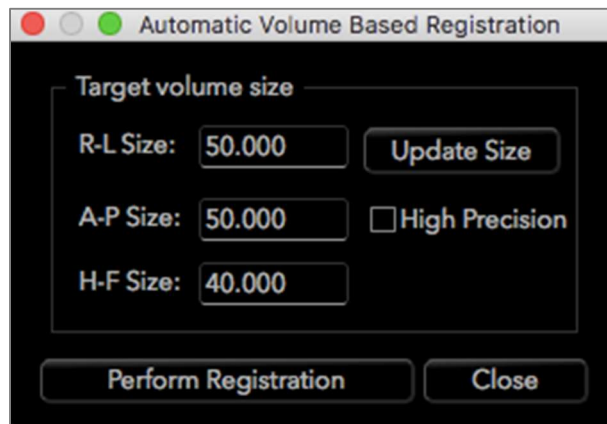 Automatic Volume Based Registration
Target volume size
R-L Size: 50.000 Update Size
A-P Size: 50.000 High Precision
H-F Size: 40.000
Perform Registration Close